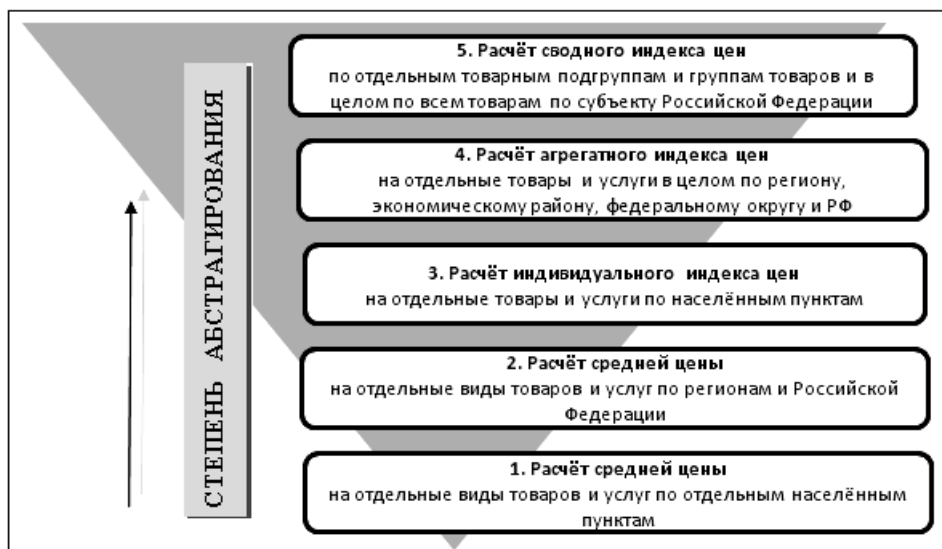 5. Расчёт сводного индекса цен
по отдельным товарным подгруппам и группам товаров и в
целом по всем товарам по субъекту Российской Федерации
4. Расчёт агрегатного индекса цен
на отдельные товары и услуги в целом по региону,
экономическому району, федеральному округу и РФ
3. Расчёт индивидуального индекса цен
на отдельные товары и услуги по населённым пунктам
2. Расчёт средней цены
на отдельные виды товаров и услуг по регионам и Российской
Федерации
1. Расчёт средней цены
на отдельные виды товаров и услуг по отдельным населённым
пунктам
СТЕПЕНЬ АБСТРАГИРОВАНИЯ